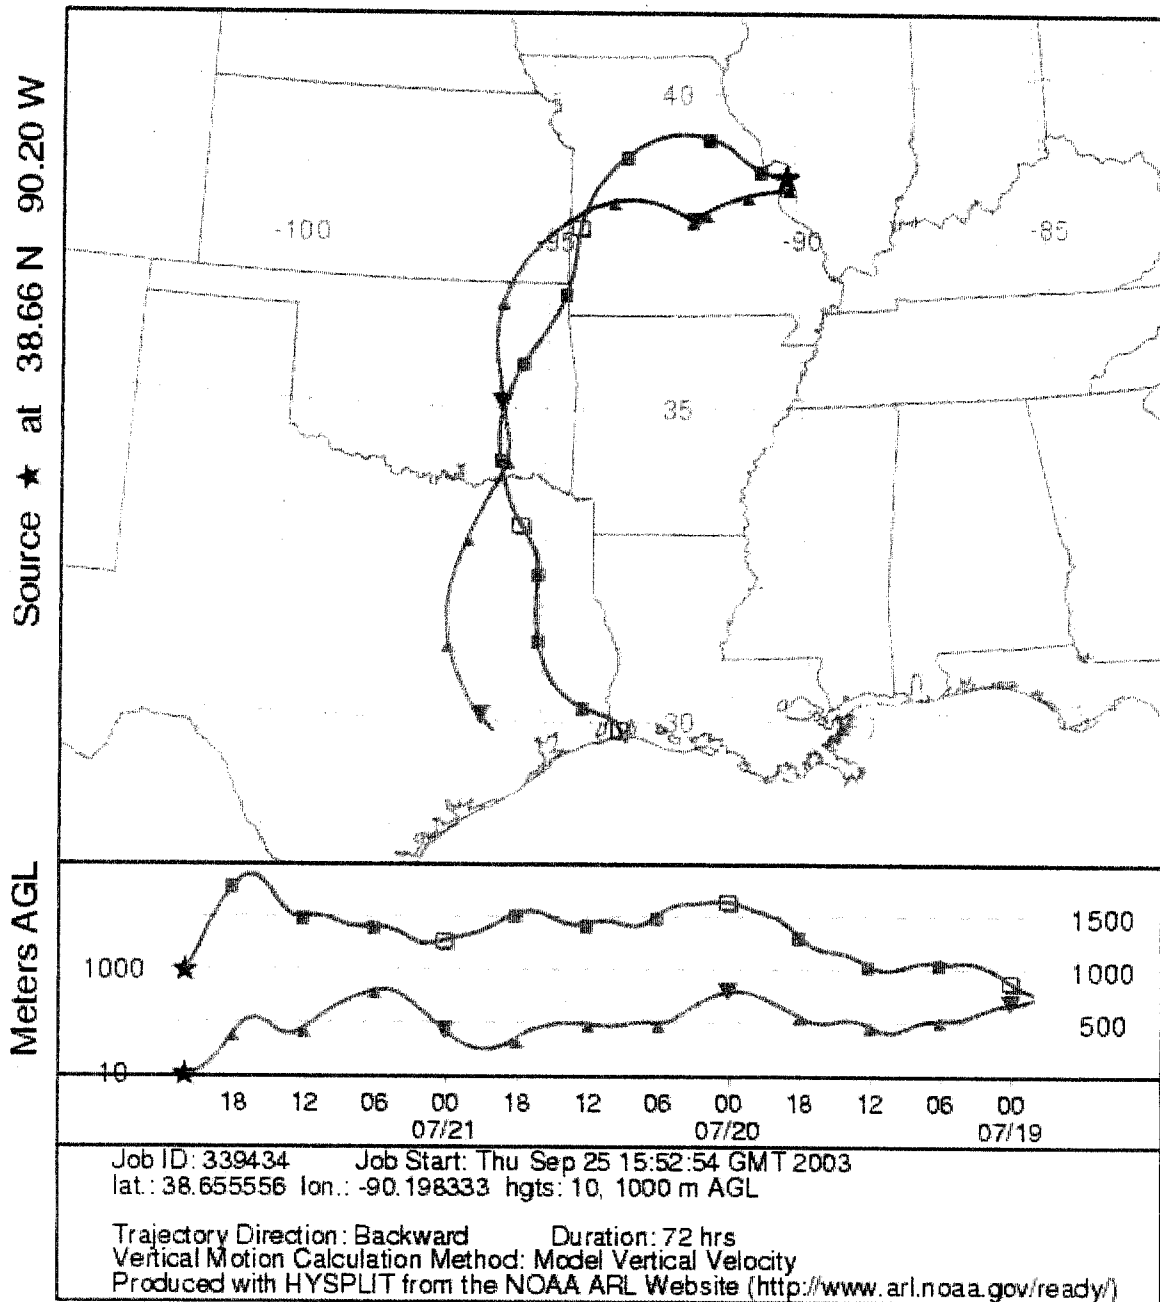 Source ★ at 38.66 N 90.20 W
40
-100
-95
-90
-85
35
30
Meters AGL
1500
1000
1000
500
10
18 12 06 00 18 12 06 00 18 12 06 00
07/21 07/20 07/19
Job ID: 339434 Job Start: Thu Sep 25 15:52:54 GMT 2003
lat.: 38.655556 lon.: -90.198333 hgts: 10, 1000 m AGL
Trajectory Direction: Backward Duration: 72 hrs
Vertical Motion Calculation Method: Model Vertical Velocity
Produced with HYSPLIT from the NOAA ARL Website (http://www.arl.noaa.gov/ready/)